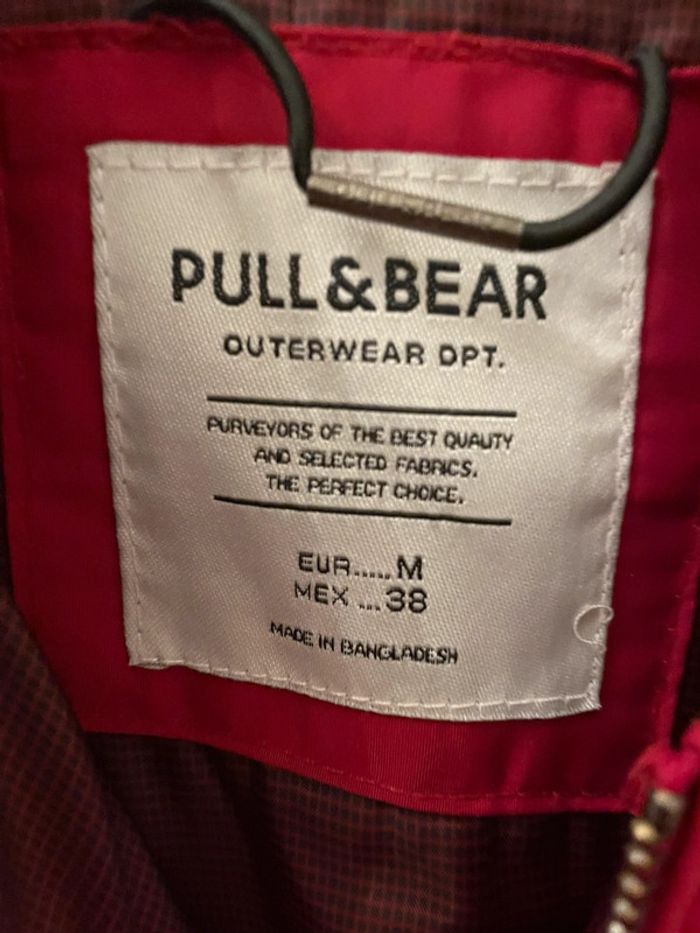 PULL&BEAR
OUTERWEAR DPT.
PURVEYORS OF THE BEST QUALITY
AND SELECTED FABRICS.
THE PERFECT CHOICE.
EUR.....M
MEX ...38
MADE IN BANGLADESH